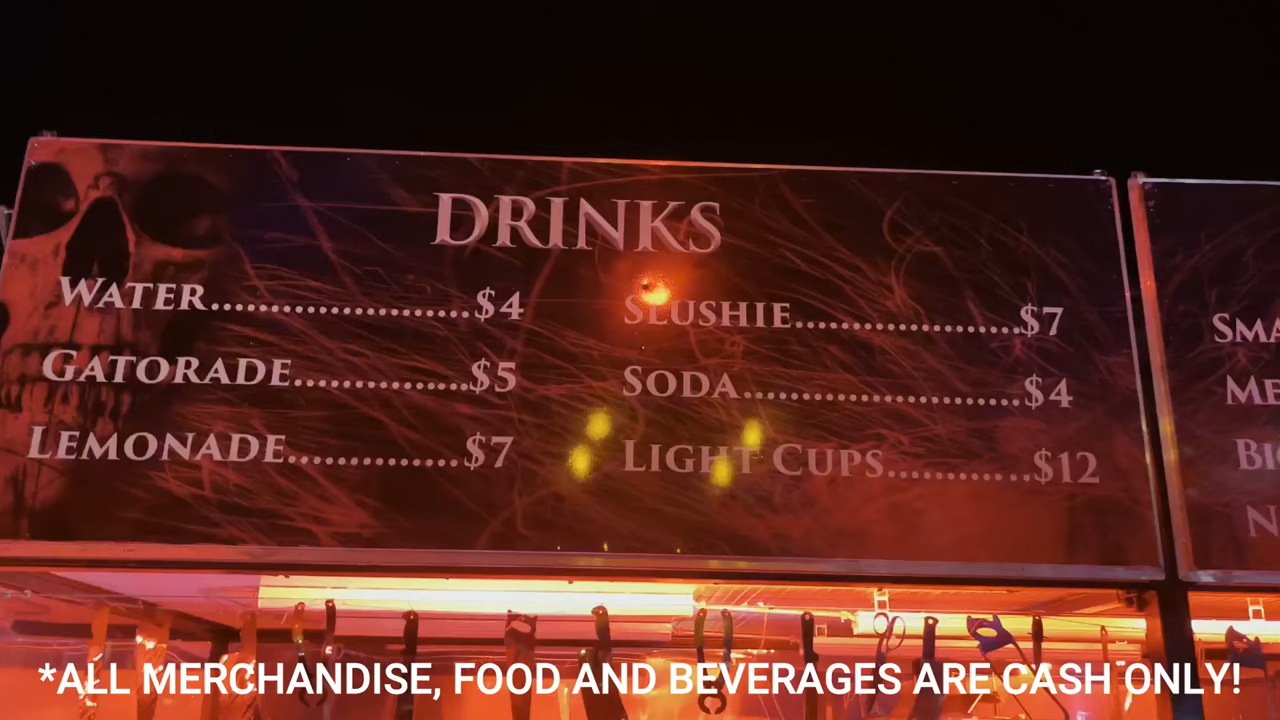 DRINKS
WATER........................$4
GATORADE................$5
LEMONADE................$7
SLUSHIE.....................$7
SODA..........................$4
LIGHT CUPS.............$12
*ALL MERCHANDISE, FOOD AND BEVERAGES ARE CASH ONLY!